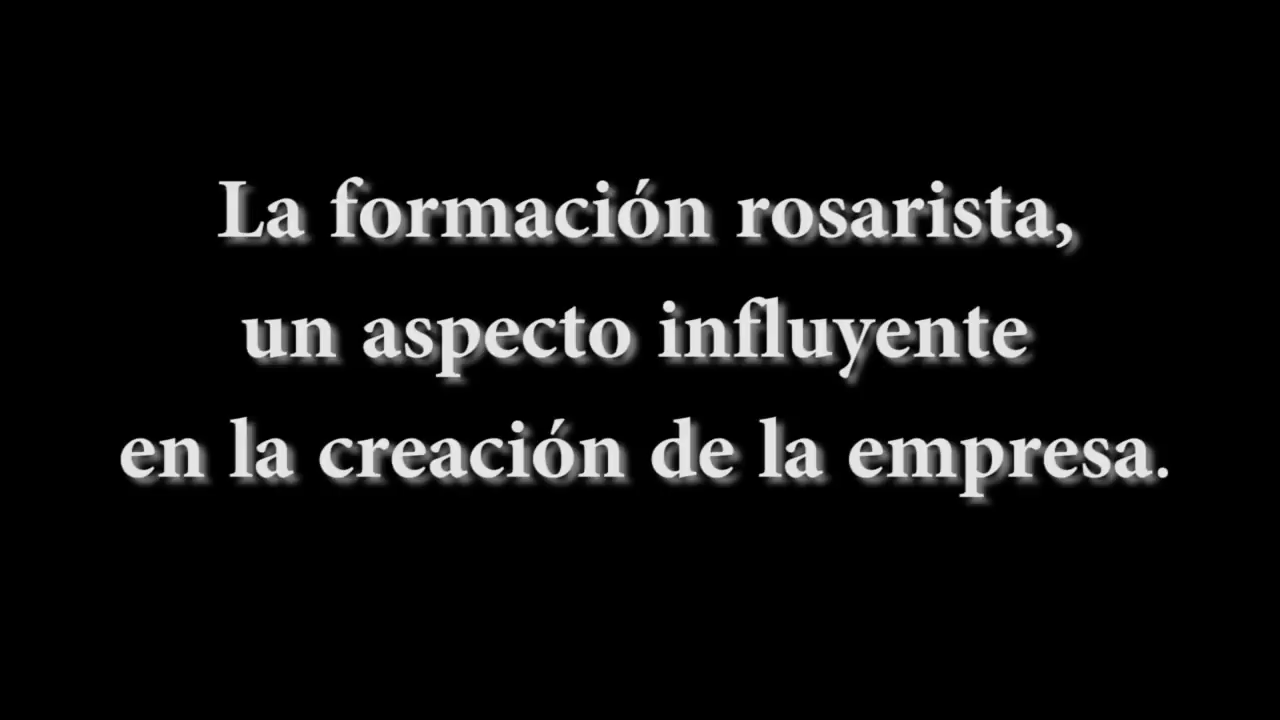 La formación rosarista,
un aspecto influyente
en la creación de la empresa.